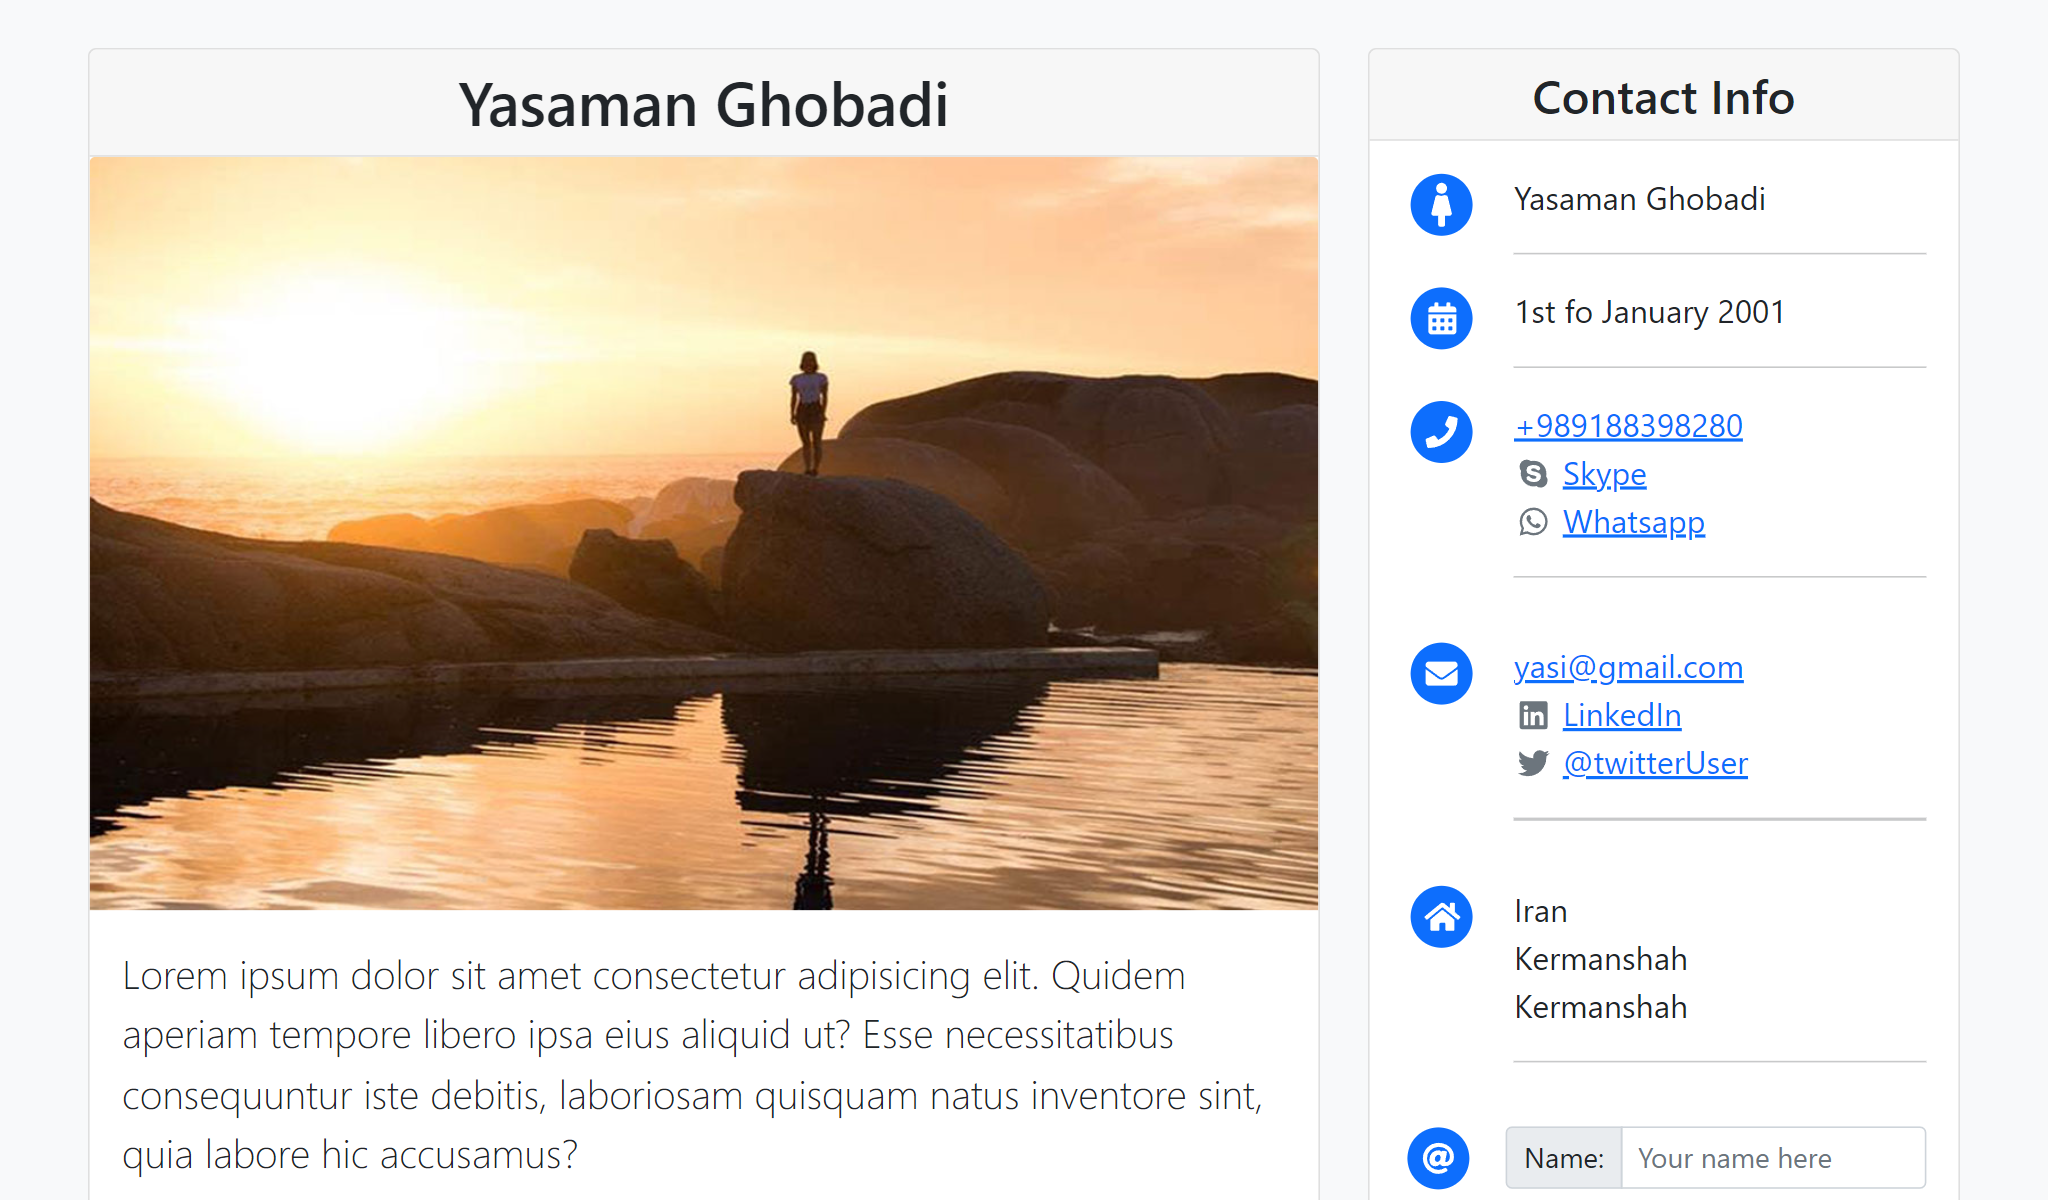 Yasaman Ghobadi
Lorem ipsum dolor sit amet consectetur adipisicing elit. Quidem
aperiam tempore libero ipsa eius aliquid ut? Esse necessitatibus
consequuntur iste debitis, laboriosam quisquam natus inventore sint,
quia labore hic accusamus?
Contact Info
Yasaman Ghobadi
1st fo January 2001
+989188398280
Skype
Whatsapp
yasi@gmail.com
LinkedIn
@twitterUser
Iran
Kermanshah
Kermanshah
Name: Your name here